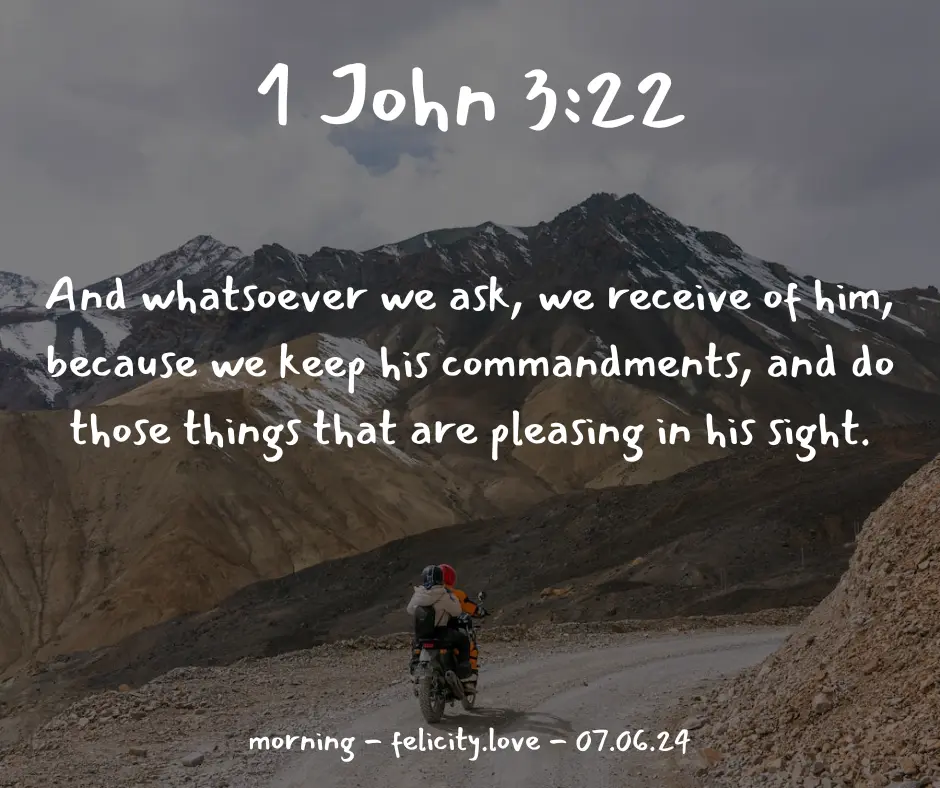 1 John 3:22
And whatsoever we ask, we receive of him,
because we keep his commandments, and do
those things that are pleasing in his sight.
morning - felicity.love - 07.06.24